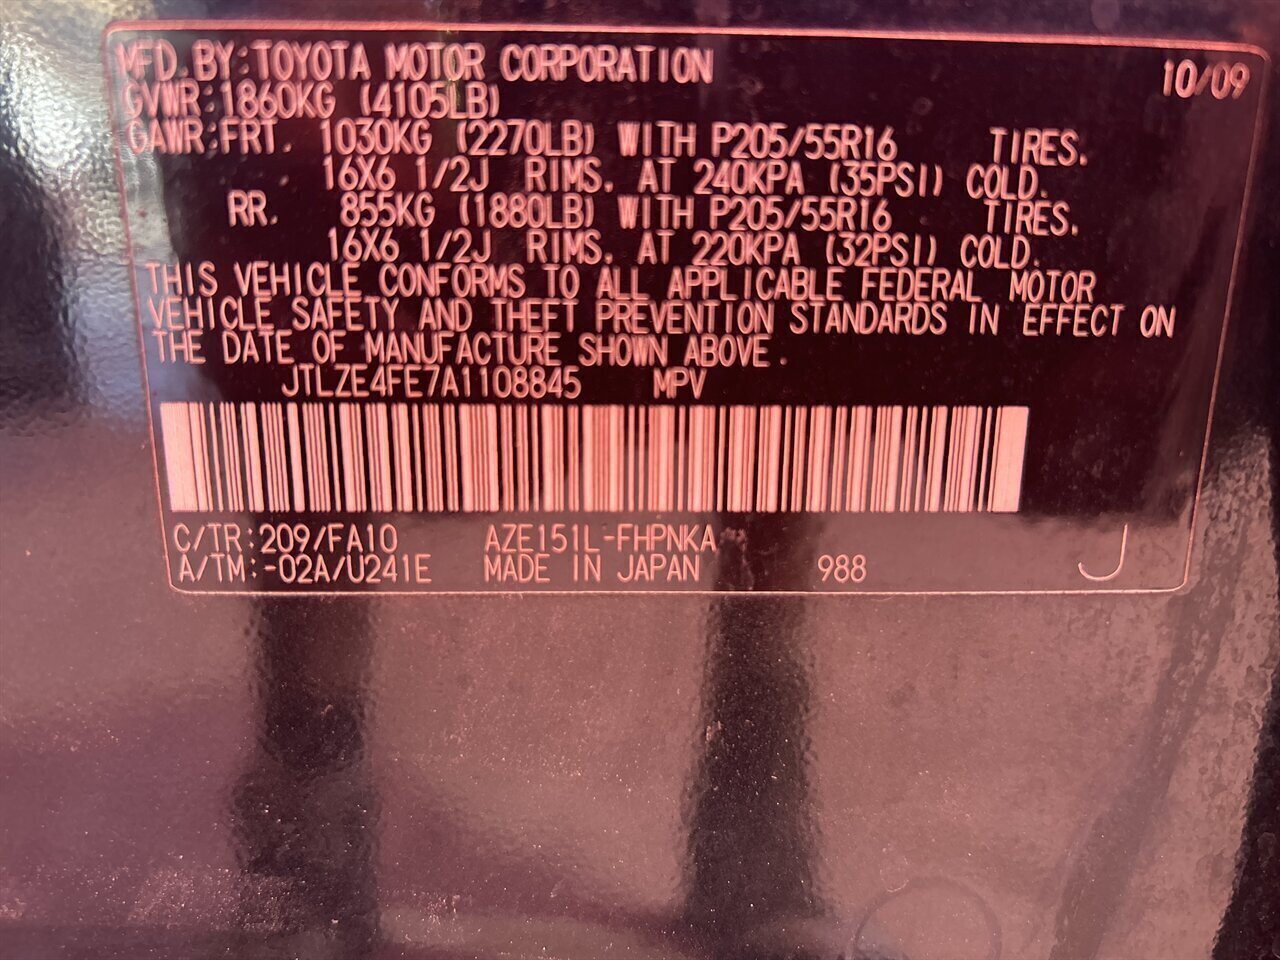 MFD. BY: TOYOTA MOTOR CORPORATION 10/09
GVWR: 1860KG (4105LB)
GAWR: FRT. 1030KG (2270LB) WITH P205/55R16 TIRES.
16X6 1/2J RIMS. AT 240KPA (35PSI) COLD.
RR. 855KG (1880LB) WITH P205/55R16 TIRES.
16X6 1/2J RIMS. AT 220KPA (32PSI) COLD.
THIS VEHICLE CONFORMS TO ALL APPLICABLE FEDERAL MOTOR
VEHICLE SAFETY AND THEFT PREVENTION STANDARDS IN EFFECT ON
THE DATE OF MANUFACTURE SHOWN ABOVE.
JTLZE4FE7A1108845 MPV
C/TR: 209/FA10 AZE151L-FHPNKA
A/TM: -02A/U241E MADE IN JAPAN 988 J